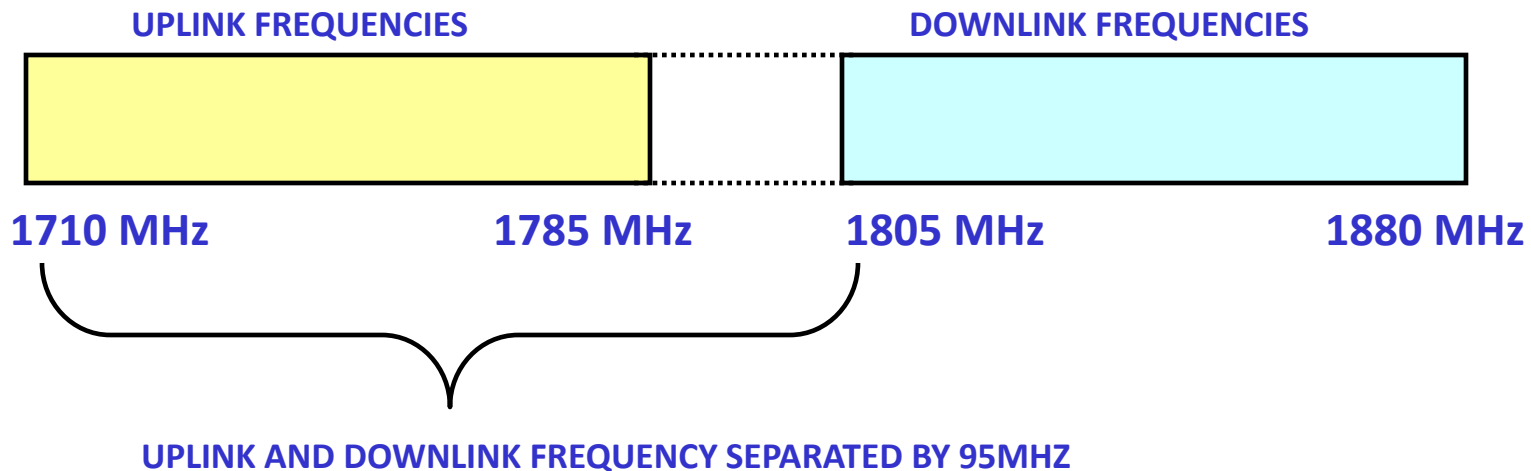 UPLINK FREQUENCIES
DOWNLINK FREQUENCIES
1710 MHz
1785 MHz
1805 MHz
1880 MHz
UPLINK AND DOWNLINK FREQUENCY SEPARATED BY 95MHZ